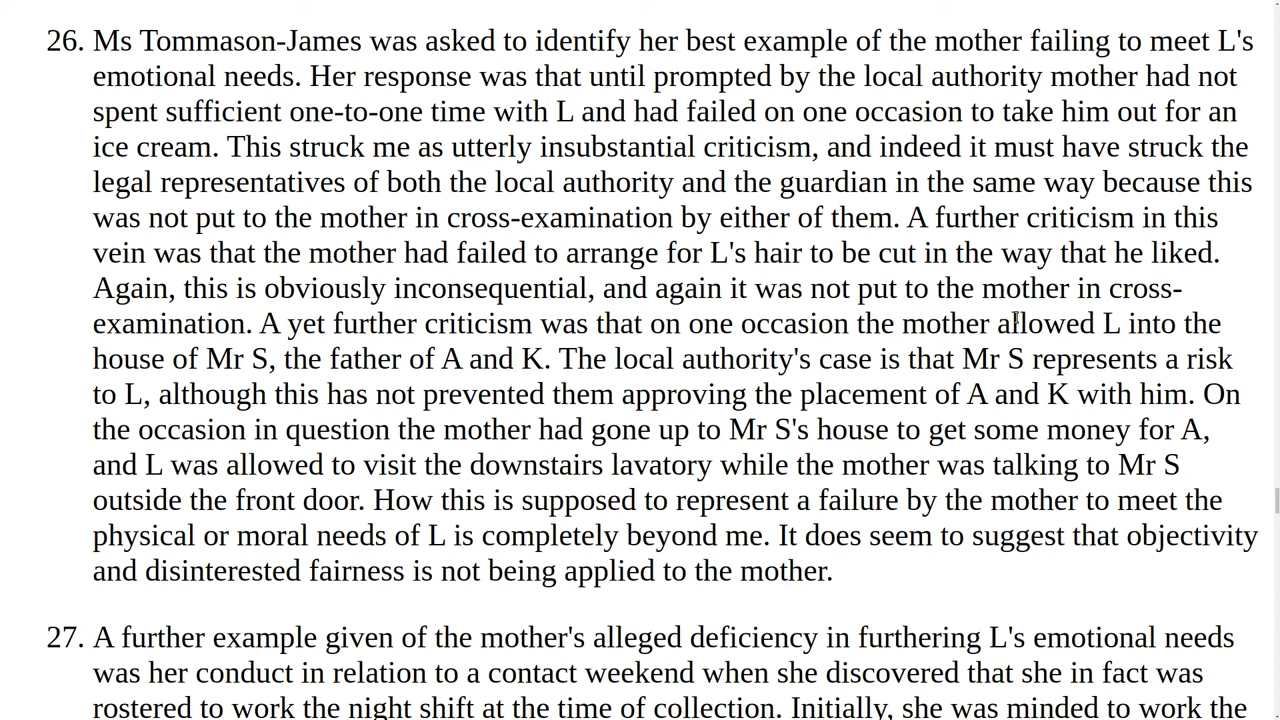 26. Ms Tommason-James was asked to identify her best example of the mother failing to meet L's
emotional needs. Her response was that until prompted by the local authority mother had not
spent sufficient one-to-one time with L and had failed on one occasion to take him out for an
ice cream. This struck me as utterly insubstantial criticism, and indeed it must have struck the
legal representatives of both the local authority and the guardian in the same way because this
was not put to the mother in cross-examination by either of them. A further criticism in this
vein was that the mother had failed to arrange for L's hair to be cut in the way that he liked.
Again, this is obviously inconsequential, and again it was not put to the mother in cross-
examination. A yet further criticism was that on one occasion the mother allowed L into the
house of Mr S, the father of A and K. The local authority's case is that Mr S represents a risk
to L, although this has not prevented them approving the placement of A and K with him. On
the occasion in question the mother had gone up to Mr S's house to get some money for A,
and L was allowed to visit the downstairs lavatory while the mother was talking to Mr S
outside the front door. How this is supposed to represent a failure by the mother to meet the
physical or moral needs of L is completely beyond me. It does seem to suggest that objectivity
and disinterested fairness is not being applied to the mother.
27. A further example given of the mother's alleged deficiency in furthering L's emotional needs
was her conduct in relation to a contact weekend when she discovered that she in fact was
rostered to work the night shift at the time of collection. Initially, she was minded to work the